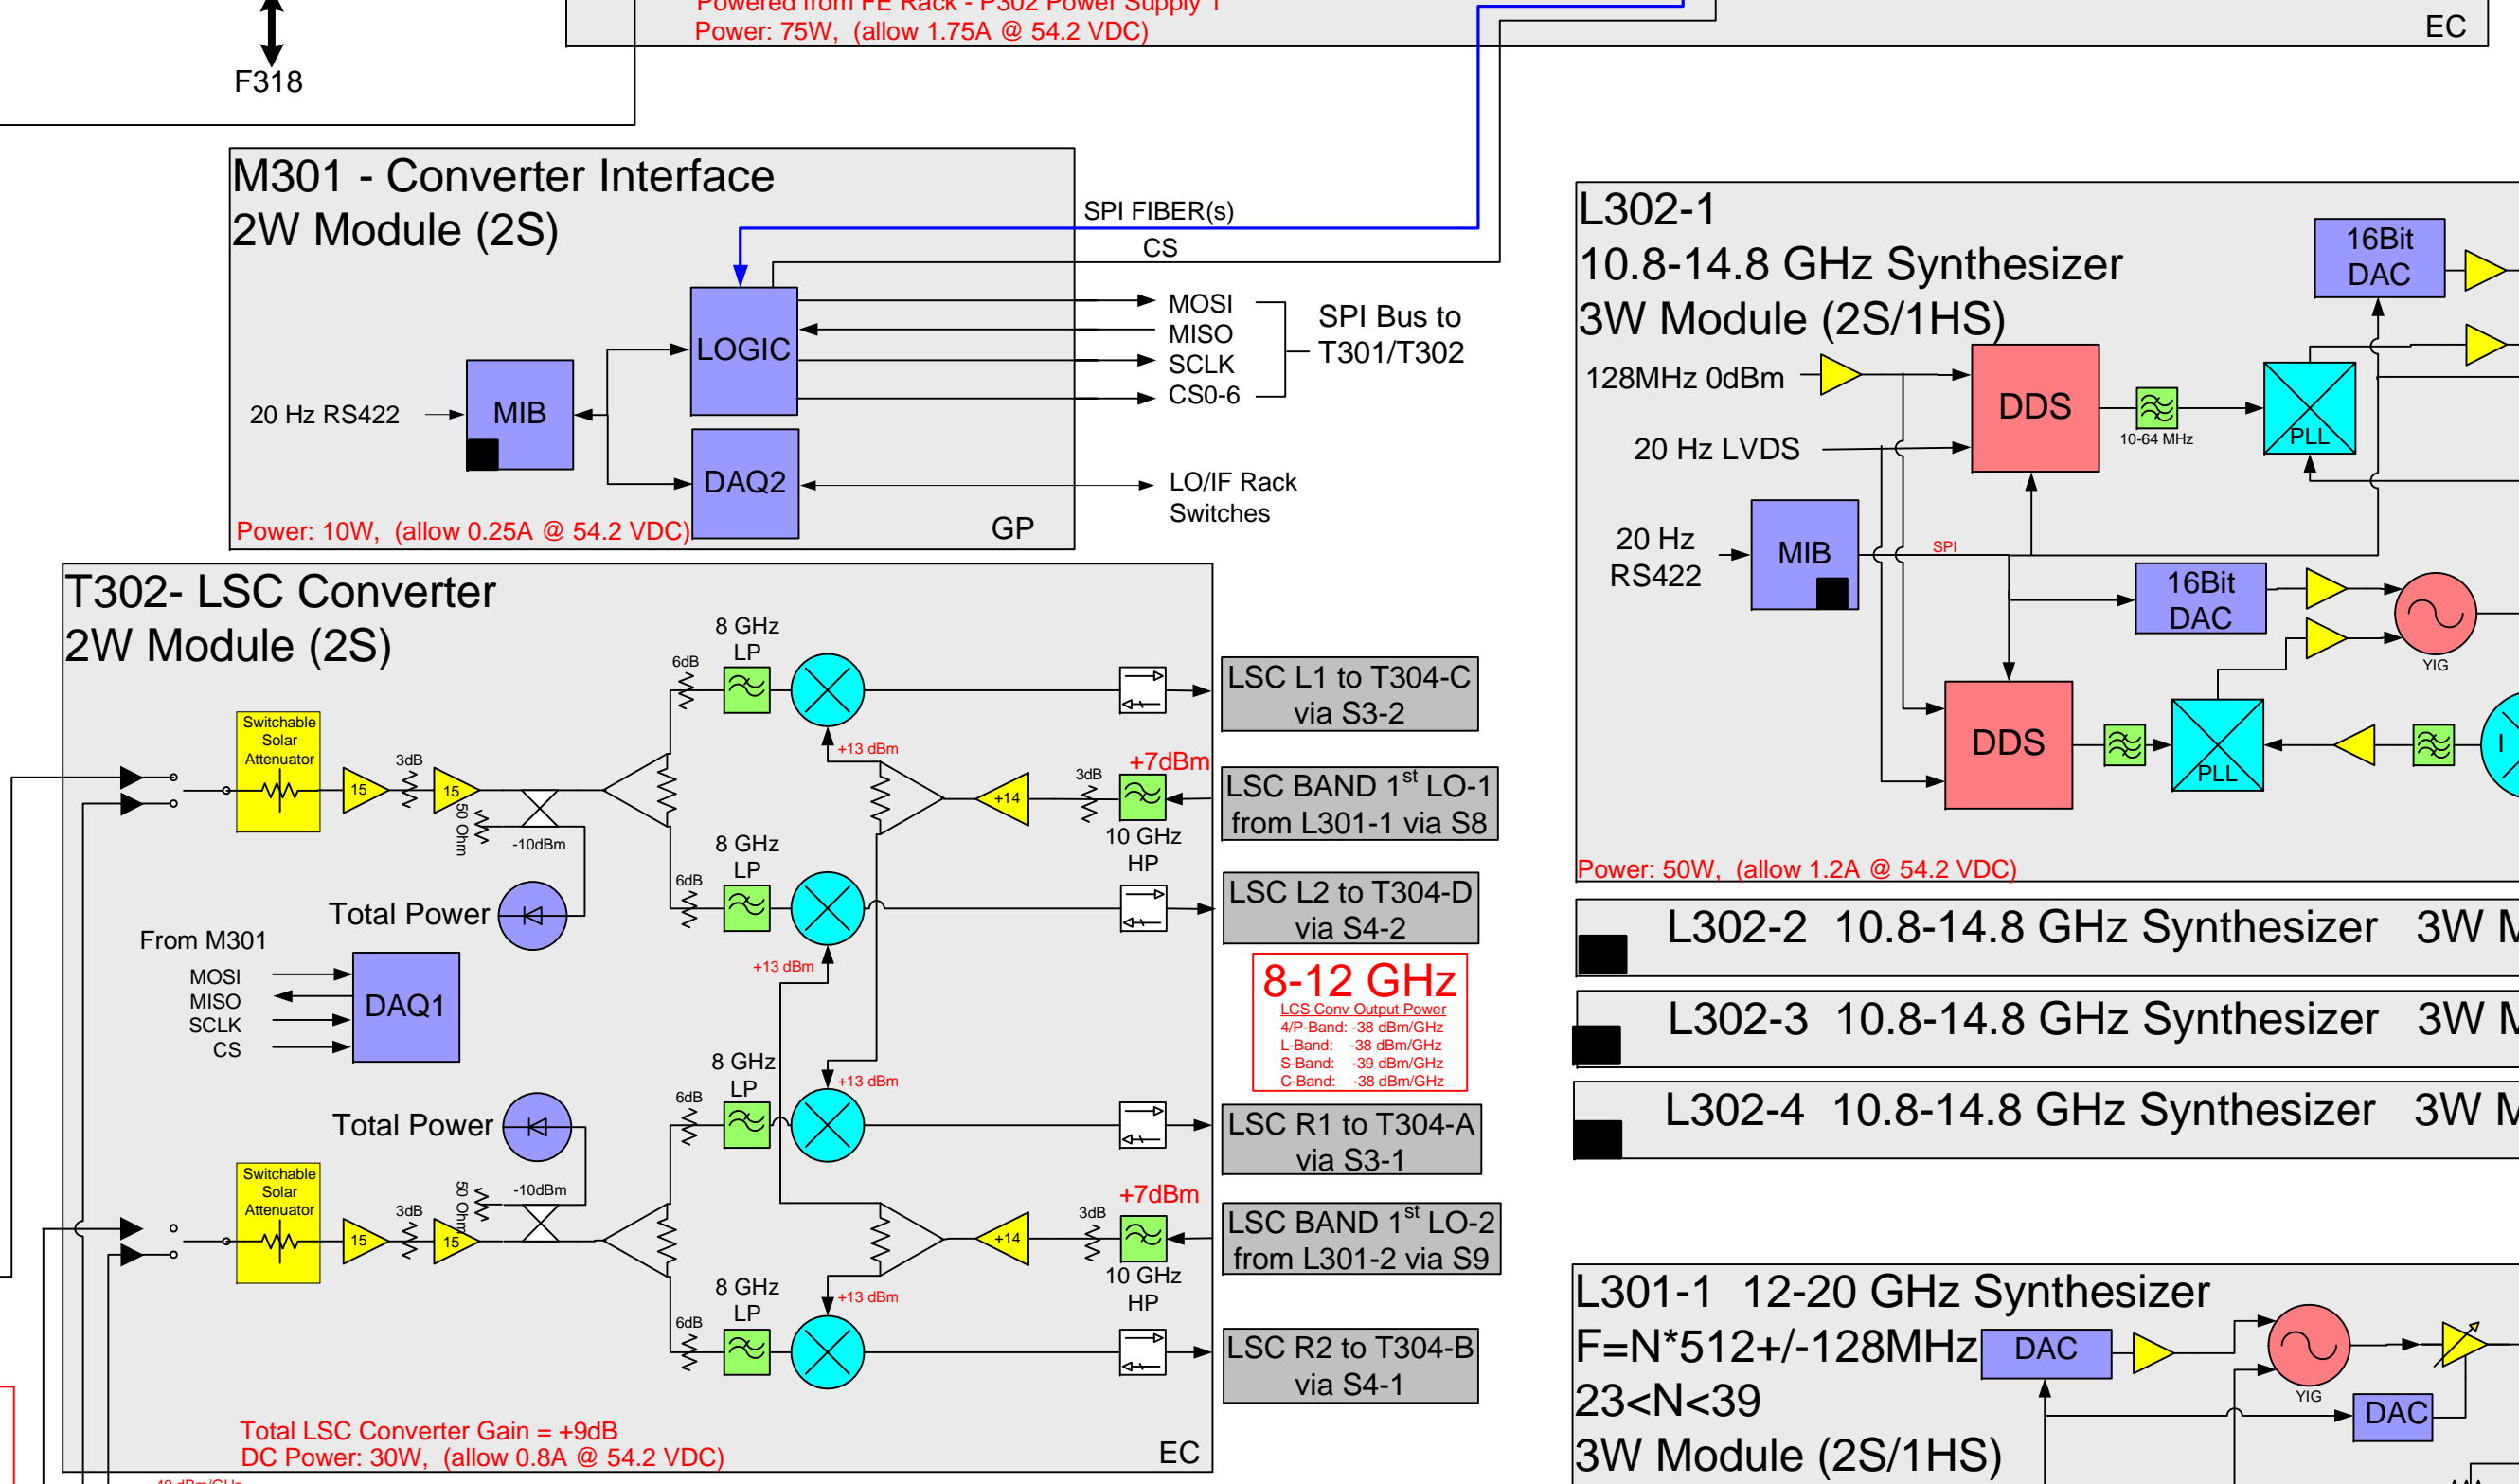 Powered from FE Rack - P302 Power Supply 1
Power: 75W,  (allow 1.75A @ 54.2 VDC)
EC
F318
M301 - Converter Interface
2W Module (2S)
SPI FIBER(s)
CS
LOGIC
MOSI
MISO
SCLK
CS0-6
SPI Bus to
T301/T302
20 Hz RS422
MIB
DAQ2
LO/IF Rack
Switches
Power: 10W,  (allow 0.25A @ 54.2 VDC)
GP
T302- LSC Converter
2W Module (2S)
Switchable
Solar
Attenuator
15
3dB
15
50 Ohm
-10dBm
Total Power
6dB
8 GHz
LP
+13 dBm
+14
3dB
+7dBm
10 GHz
HP
6dB
8 GHz
LP
+13 dBm
From M301
MOSI
MISO
SCLK
CS
DAQ1
Total Power
Switchable
Solar
Attenuator
15
3dB
15
50 Ohm
-10dBm
6dB
8 GHz
LP
+13 dBm
+14
3dB
+7dBm
10 GHz
HP
6dB
8 GHz
LP
+13 dBm
Total LSC Converter Gain = +9dB
DC Power: 30W,  (allow 0.8A @ 54.2 VDC)
EC
LSC L1 to T304-C
via S3-2
LSC BAND 1st LO-1
from L301-1 via S8
LSC L2 to T304-D
via S4-2
8-12 GHz
LCS Conv Output Power
4/P-Band: -38 dBm/GHz
L-Band: -38 dBm/GHz
S-Band: -39 dBm/GHz
C-Band: -38 dBm/GHz
LSC R1 to T304-A
via S3-1
LSC BAND 1st LO-2
from L301-2 via S9
LSC R2 to T304-B
via S4-1
L302-1
10.8-14.8 GHz Synthesizer
3W Module (2S/1HS)
16Bit
DAC
128MHz 0dBm
DDS
10-64 MHz
PLL
20 Hz LVDS
20 Hz
RS422
MIB
SPI
16Bit
DAC
YIG
DDS
PLL
I
Power: 50W,  (allow 1.2A @ 54.2 VDC)
L302-2  10.8-14.8 GHz Synthesizer   3W M
L302-3  10.8-14.8 GHz Synthesizer   3W M
L302-4  10.8-14.8 GHz Synthesizer   3W M
L301-1  12-20 GHz Synthesizer
F=N*512+/-128MHz
23<N<39
3W Module (2S/1HS)
DAC
YIG
DAC